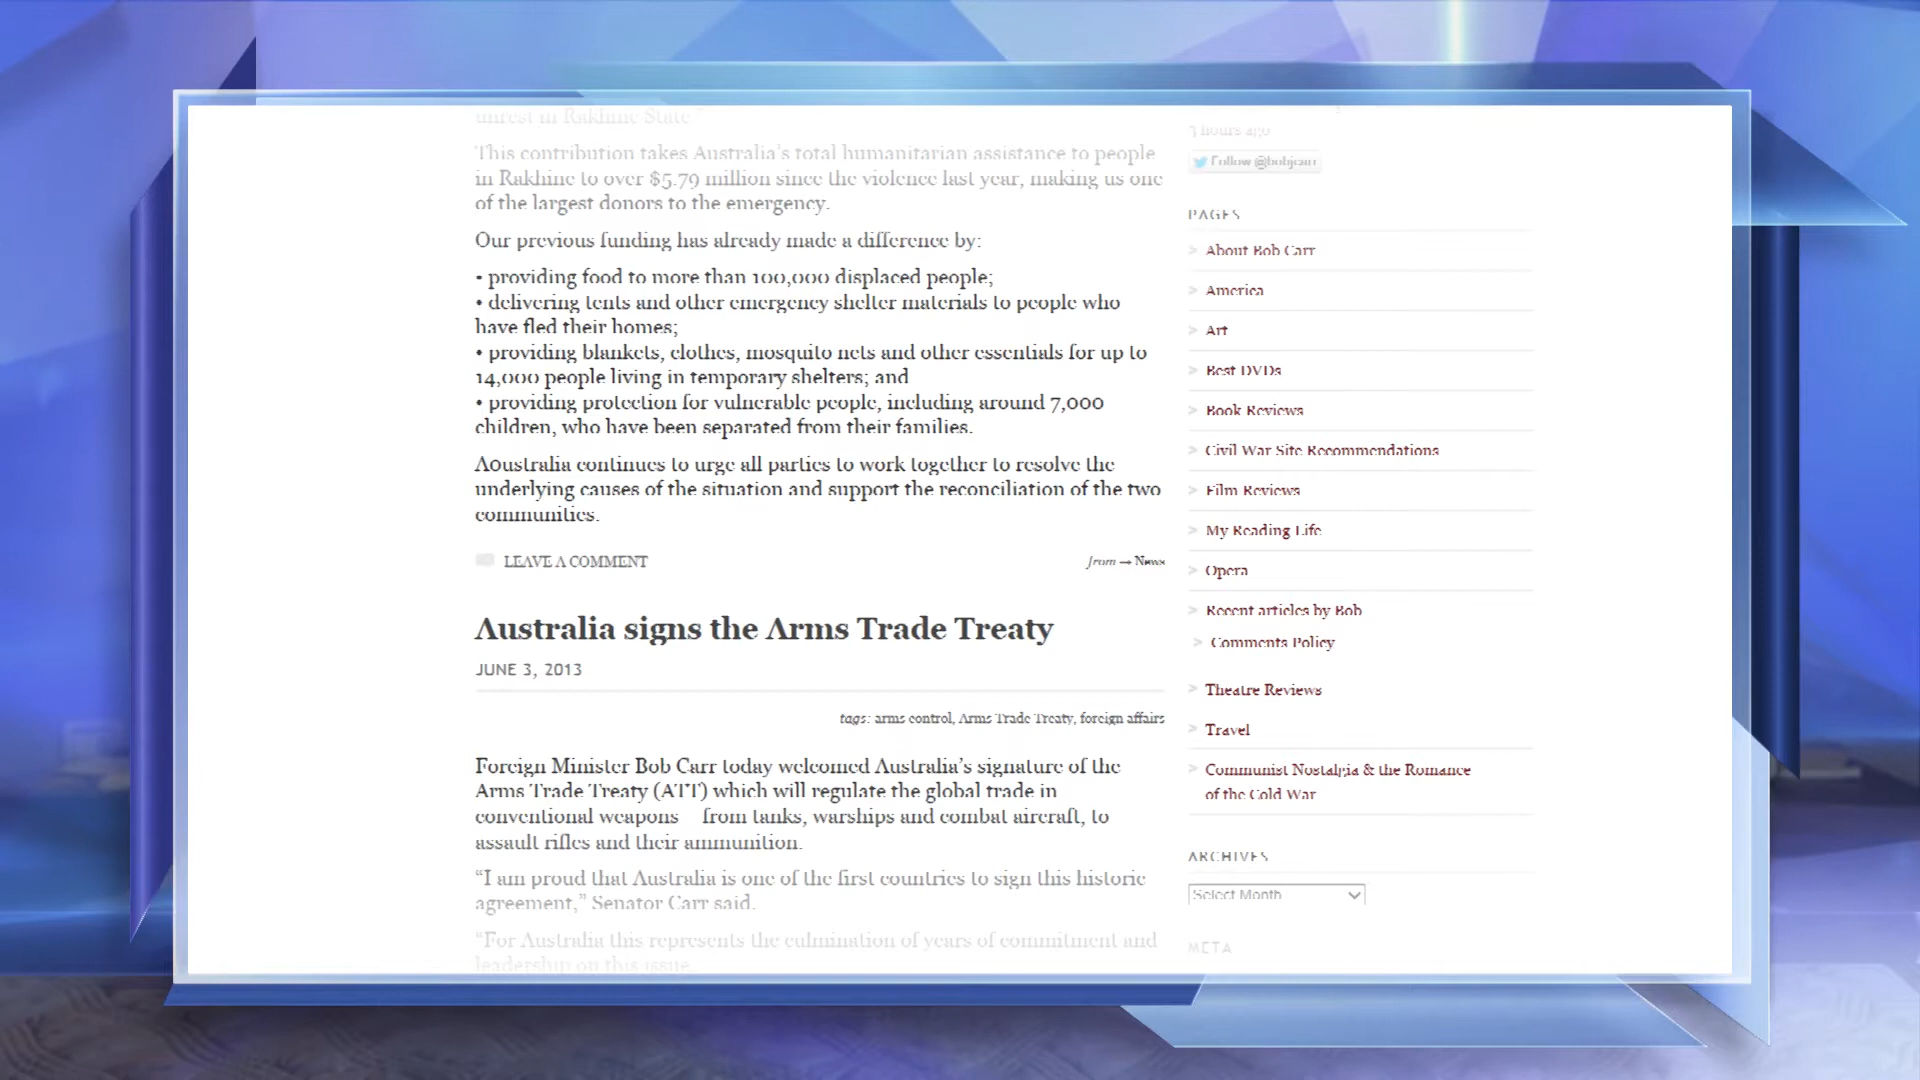 unrest in Rakhine State."
This contribution takes Australia's total humanitarian assistance to people
in Rakhine to over $5.79 million since the violence last year, making us one
of the largest donors to the emergency.
Our previous funding has already made a difference by:
• providing food to more than 100,000 displaced people;
• delivering tents and other emergency shelter materials to people who
have fled their homes;
• providing blankets, clothes, mosquito nets and other essentials for up to
14,000 people living in temporary shelters; and
• providing protection for vulnerable people, including around 7,000
children, who have been separated from their families.
Aoustralia continues to urge all parties to work together to resolve the
underlying causes of the situation and support the reconciliation of the two
communities.
LEAVE A COMMENT
from → News
Australia signs the Arms Trade Treaty
JUNE 3, 2013
tags: arms control, Arms Trade Treaty, foreign affairs
Foreign Minister Bob Carr today welcomed Australia's signature of the
Arms Trade Treaty (ATT) which will regulate the global trade in
conventional weapons from tanks, warships and combat aircraft, to
assault rifles and their ammunition.
"I am proud that Australia is one of the first countries to sign this historic
agreement," Senator Carr said.
"For Australia this represents the culmination of years of commitment and
leadership on this issue.
3 hours ago
Follow @bobjcarr
PAGES
> About Bob Carr
> America
> Art
> Best DVDs
> Book Reviews
> Civil War Site Recommendations
> Film Reviews
> My Reading Life
> Opera
> Recent articles by Bob
> Comments Policy
> Theatre Reviews
> Travel
> Communist Nostalgia & the Romance
of the Cold War
ARCHIVES
Select Month
META